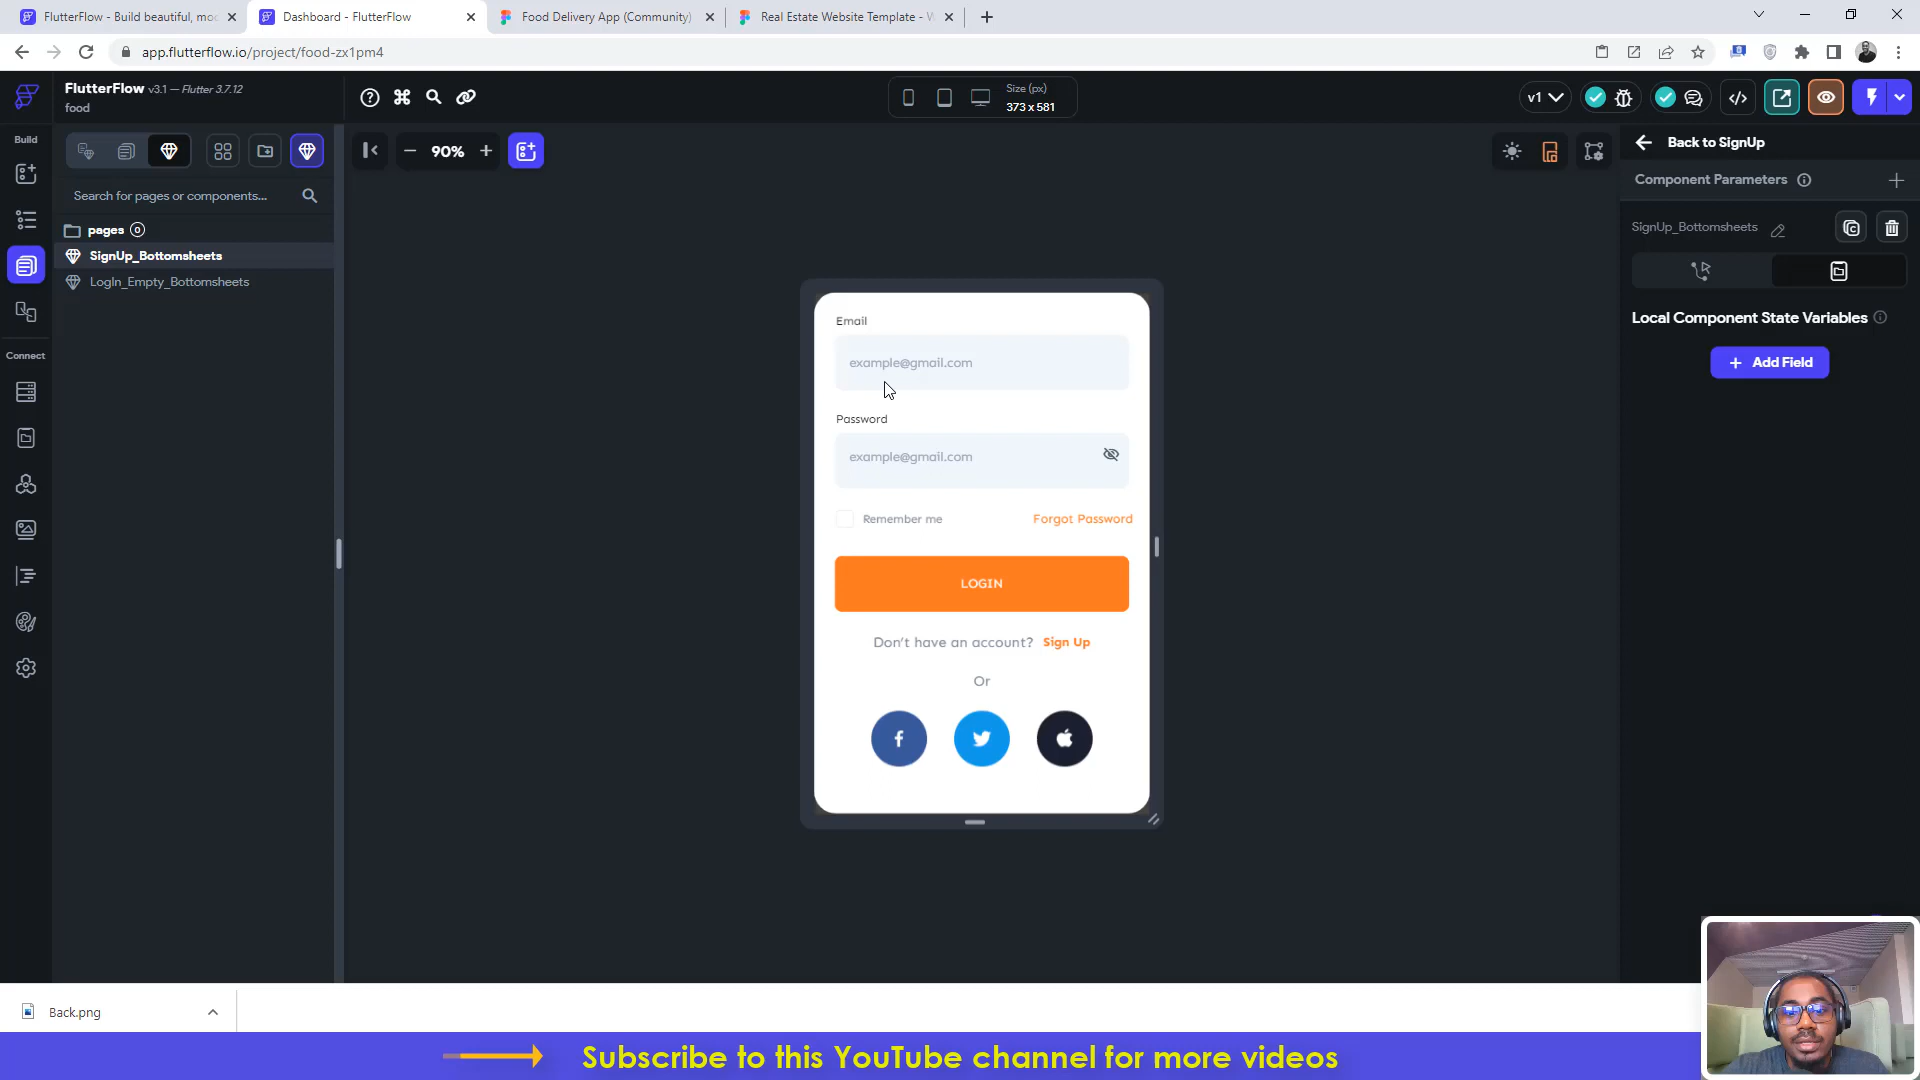 FlutterFlow - Build beautiful, mo
Dashboard - FlutterFlow
Food Delivery App (Community)
Real Estate Website Template - W
app.flutterflow.io/project/food-zx1pm4
FlutterFlow v3.1 — Flutter 3.7.12
food
Size (px)
373 x 581
v1
Build
90%
Back to SignUp
Component Parameters
Search for pages or components...
pages 0
SignUp_Bottomsheets
LogIn_Empty_Bottomsheets
SignUp_Bottomsheets
Local Component State Variables
+ Add Field
Connect
Email
example@gmail.com
Password
example@gmail.com
Remember me
Forgot Password
LOGIN
Don't have an account? Sign Up
Or
Back.png
Subscribe to this YouTube channel for more videos